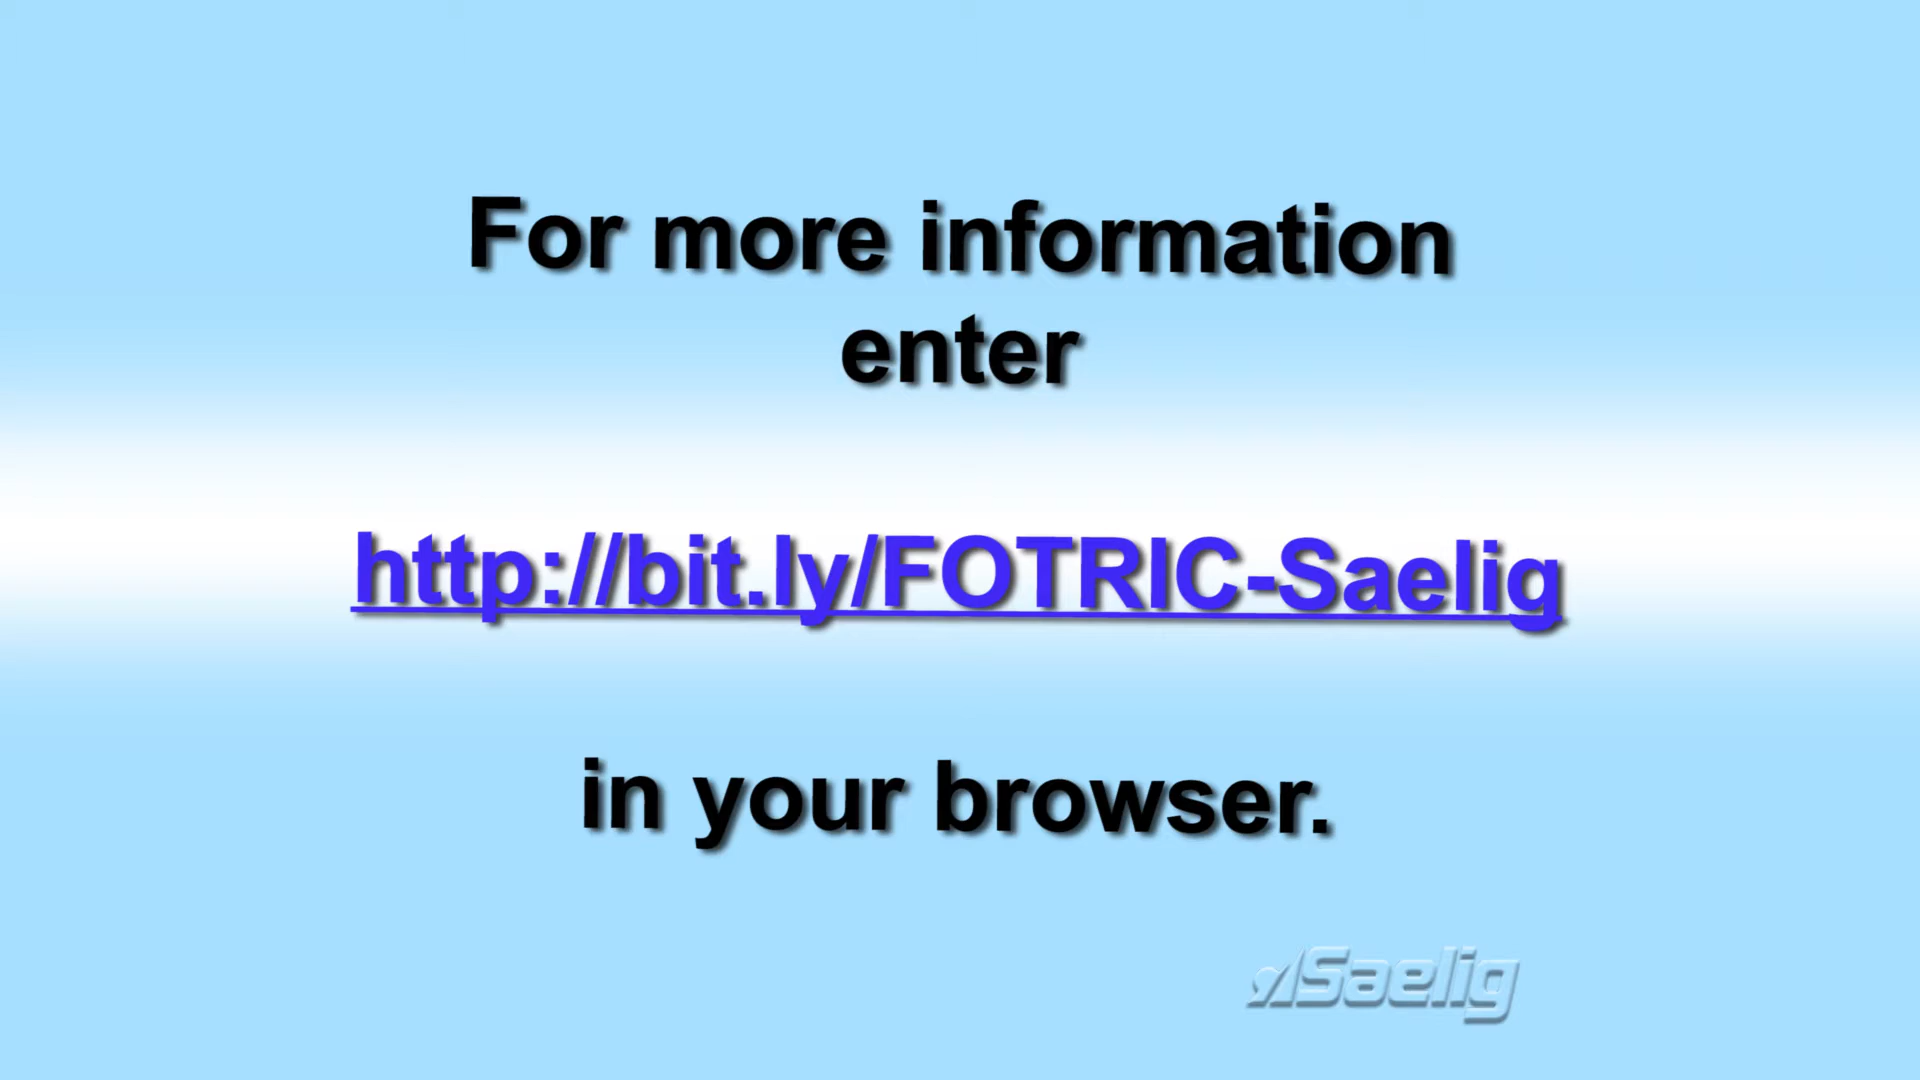 For more information
enter
http://bit.ly/FOTRIC-Saelig
in your browser.
Saelig